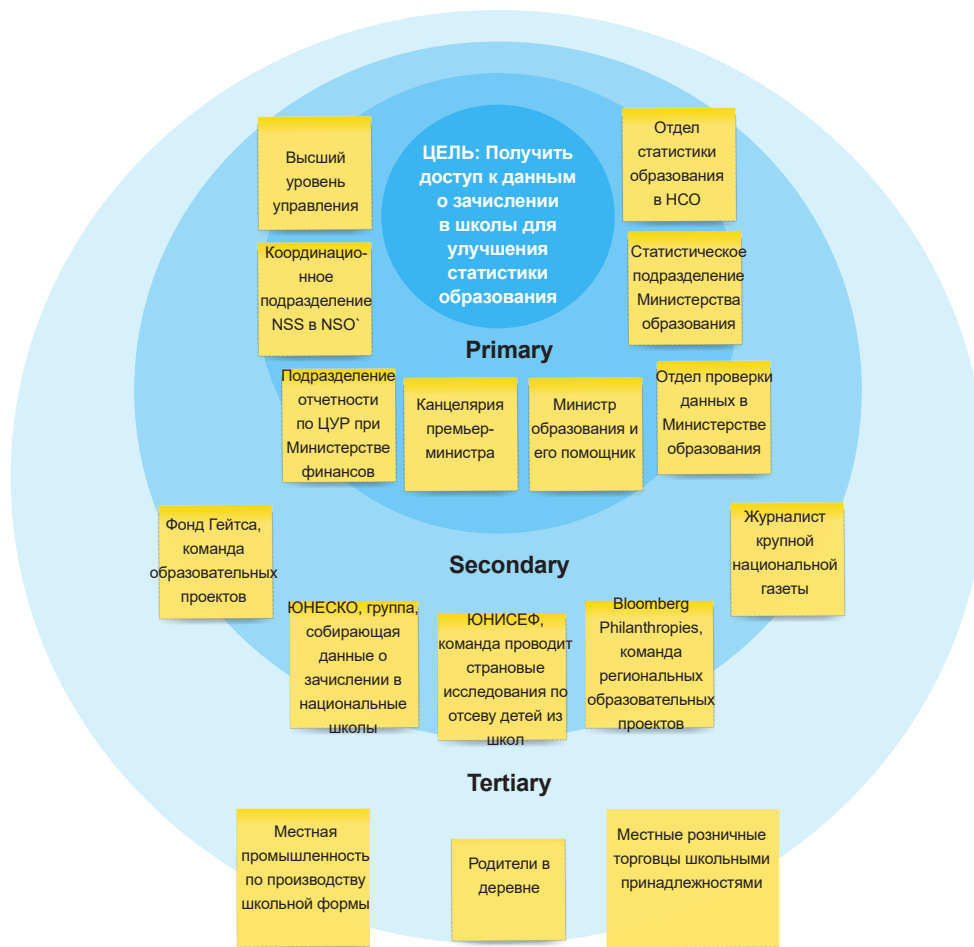 Высший
уровень
управления
ЦЕЛЬ: Получить
доступ к данным
о зачислении
в школы для
улучшения
статистики
образования
Отдел
статистики
образования
в НСО
Координацио-
нное
подразделение
NSS в NSO`
Статистическое
подразделение
Министерства
образования
Primary
Подразделение
отчетности
по ЦУР при
Министерстве
финансов
Канцелярия
премьер-
министра
Министр
образования и
его помощник
Отдел проверки
данных в
Министерстве
образования
Фонд Гейтса,
команда
образовательных
проектов
Secondary
Журналист
крупной
национальной
газеты
ЮНЕСКО, группа,
собирающая
данные о
зачислении в
национальные
школы
ЮНИСЕФ,
команда проводит
страновые
исследования по
отсеву детей из
школ
Bloomberg
Philanthropies,
команда
региональных
образовательных
проектов
Tertiary
Местная
промышленность
по производству
школьной формы
Родители в
деревне
Местные розничные
торговцы школьными
принадлежностями